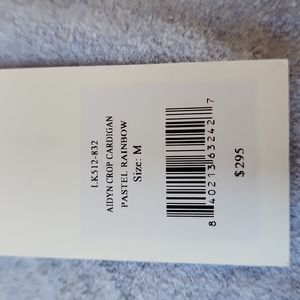 LK512-832
AIDYN CROP CARDIGAN
PASTEL RAINBOW
Size: M
8 40213 63242 7
$295